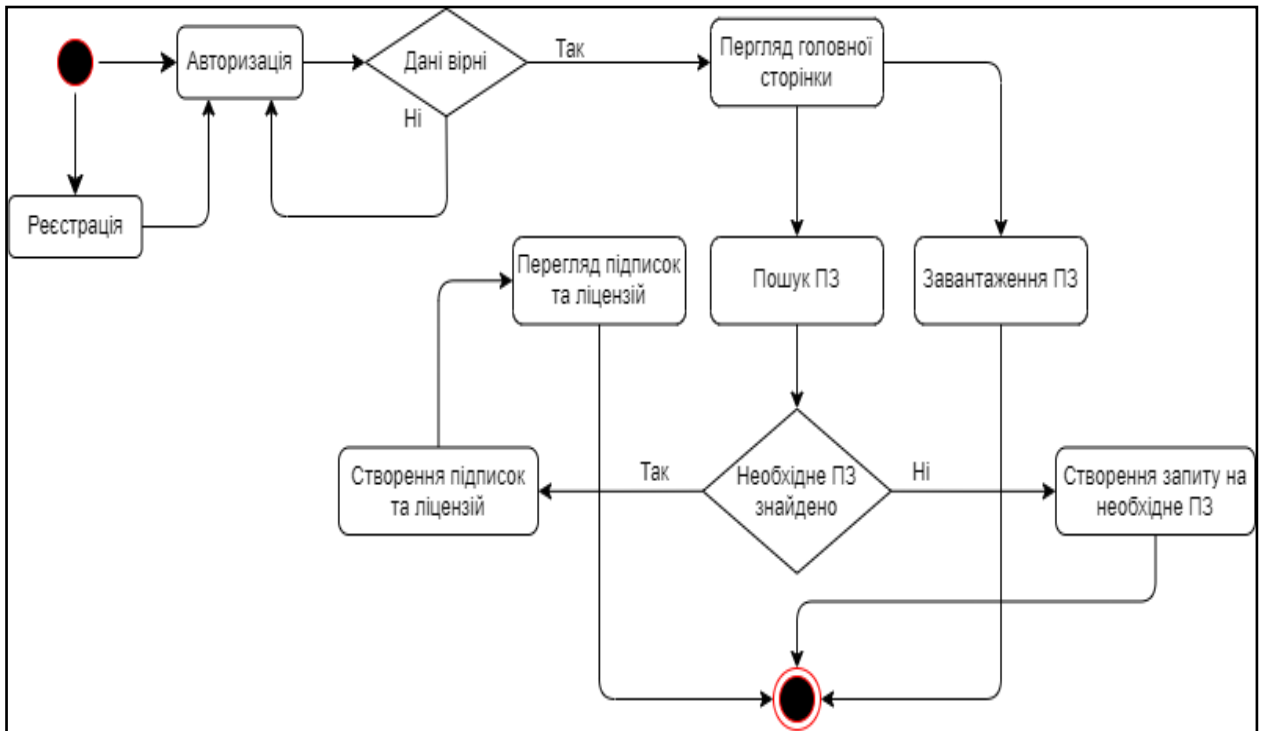 Авторизація
Дані вірні
Так
Пергляд головної
сторінки
Ні
Реєстрація
Перегляд підписок
та ліцензій
Пошук ПЗ
Завантаження ПЗ
Створення підписок
та ліцензій
Так
Необхідне ПЗ
знайдено
Ні
Створення запиту на
необхідне ПЗ